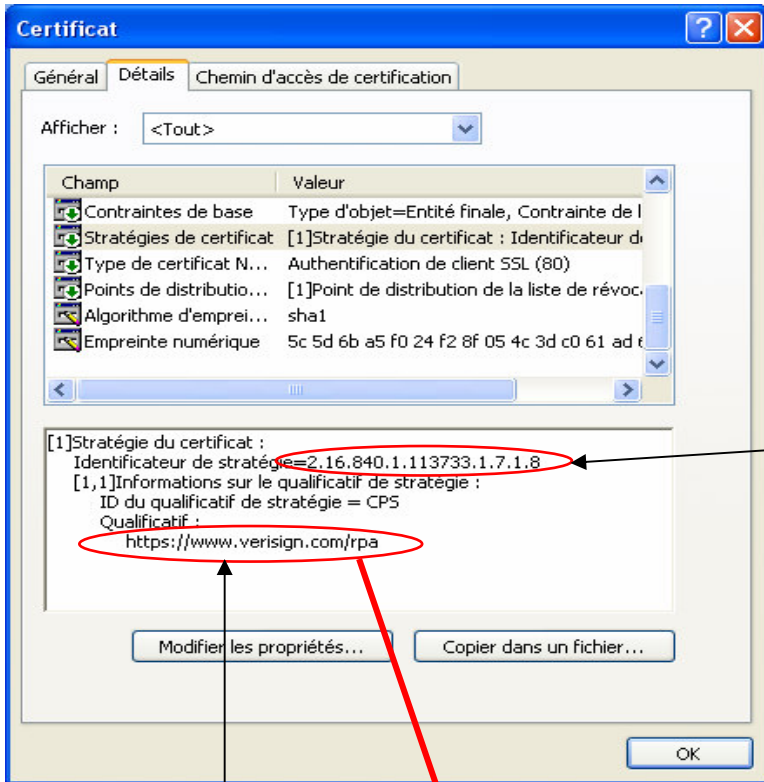 Certificat
Général Détails Chemin d'accès de certification
Afficher : <Tout>
Champ Valeur
Contraintes de base Type d'objet=Entité finale, Contrainte de l
Stratégies de certificat [1]Stratégie du certificat : Identificateur d
Type de certificat N... Authentification de client SSL (80)
Points de distributio... [1]Point de distribution de la liste de révoc
Algorithme d'emprei... sha1
Empreinte numérique 5c 5d 6b a5 f0 24 f2 8f 05 4c 3d c0 61 ad
[1]Stratégie du certificat :
Identificateur de stratégie=2.16.840.1.113733.1.7.1.8
[1,1]Informations sur le qualificatif de stratégie :
ID du qualificatif de stratégie = CPS
Qualificatif :
https://www.verisign.com/rpa
Modifier les propriétés... Copier dans un fichier...
OK